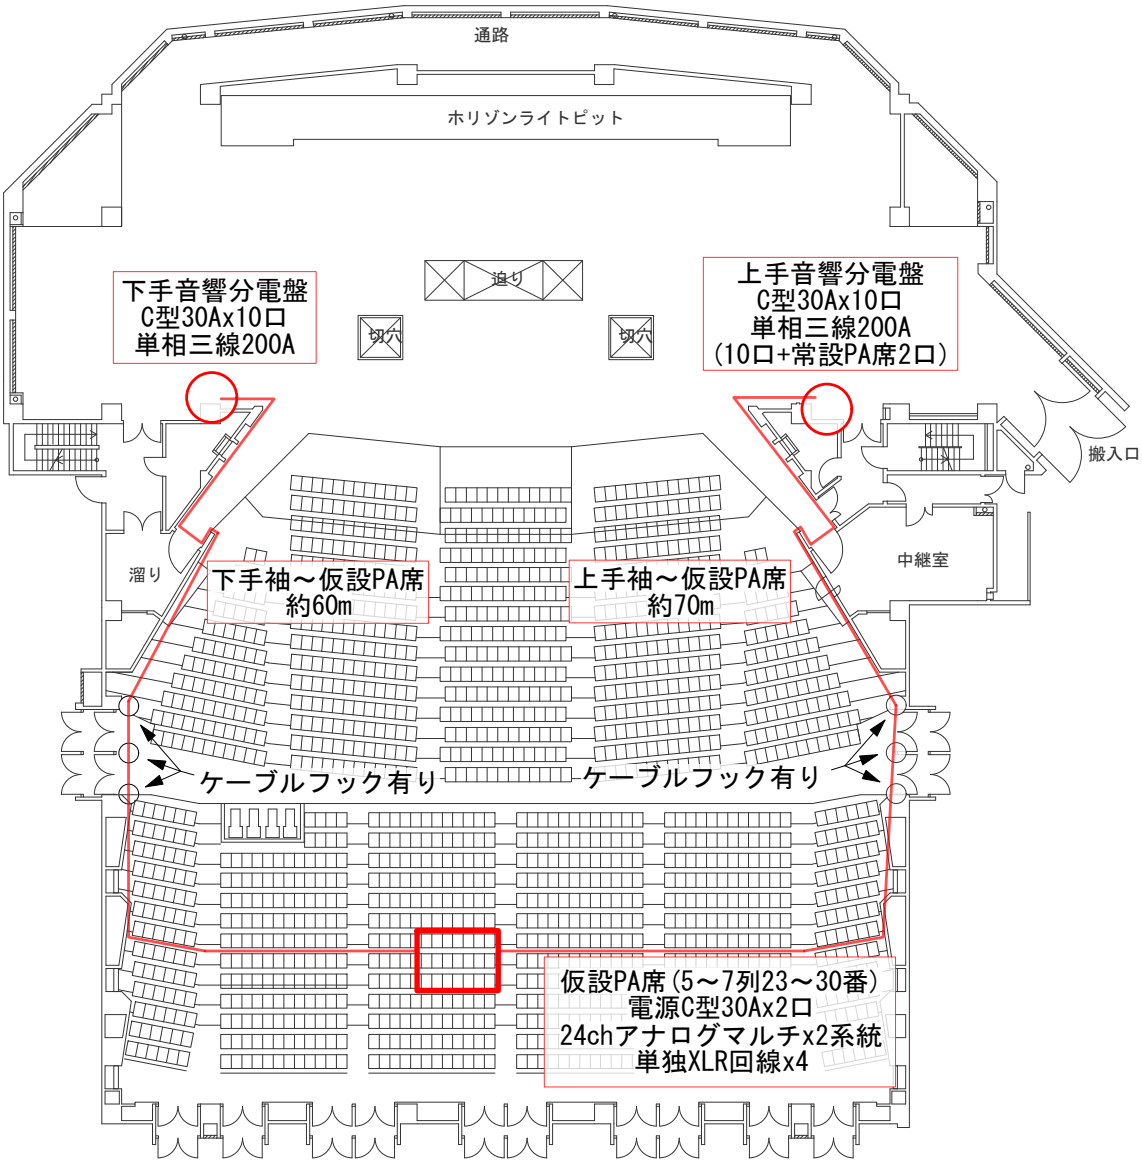 通路
ホリゾンライトピット
迫り
下手音響分電盤
C型30Ax10口
単相三線200A
上手音響分電盤
C型30Ax10口
単相三線200A
(10口+常設PA席2口)
切穴
切穴
搬入口
溜り
下手袖～仮設PA席
約60m
上手袖～仮設PA席
約70m
中継室
ケーブルフック有り
ケーブルフック有り
仮設PA席(5～7列23～30番)
電源C型30Ax2口
24chアナログマルチx2系統
単独XLR回線x4